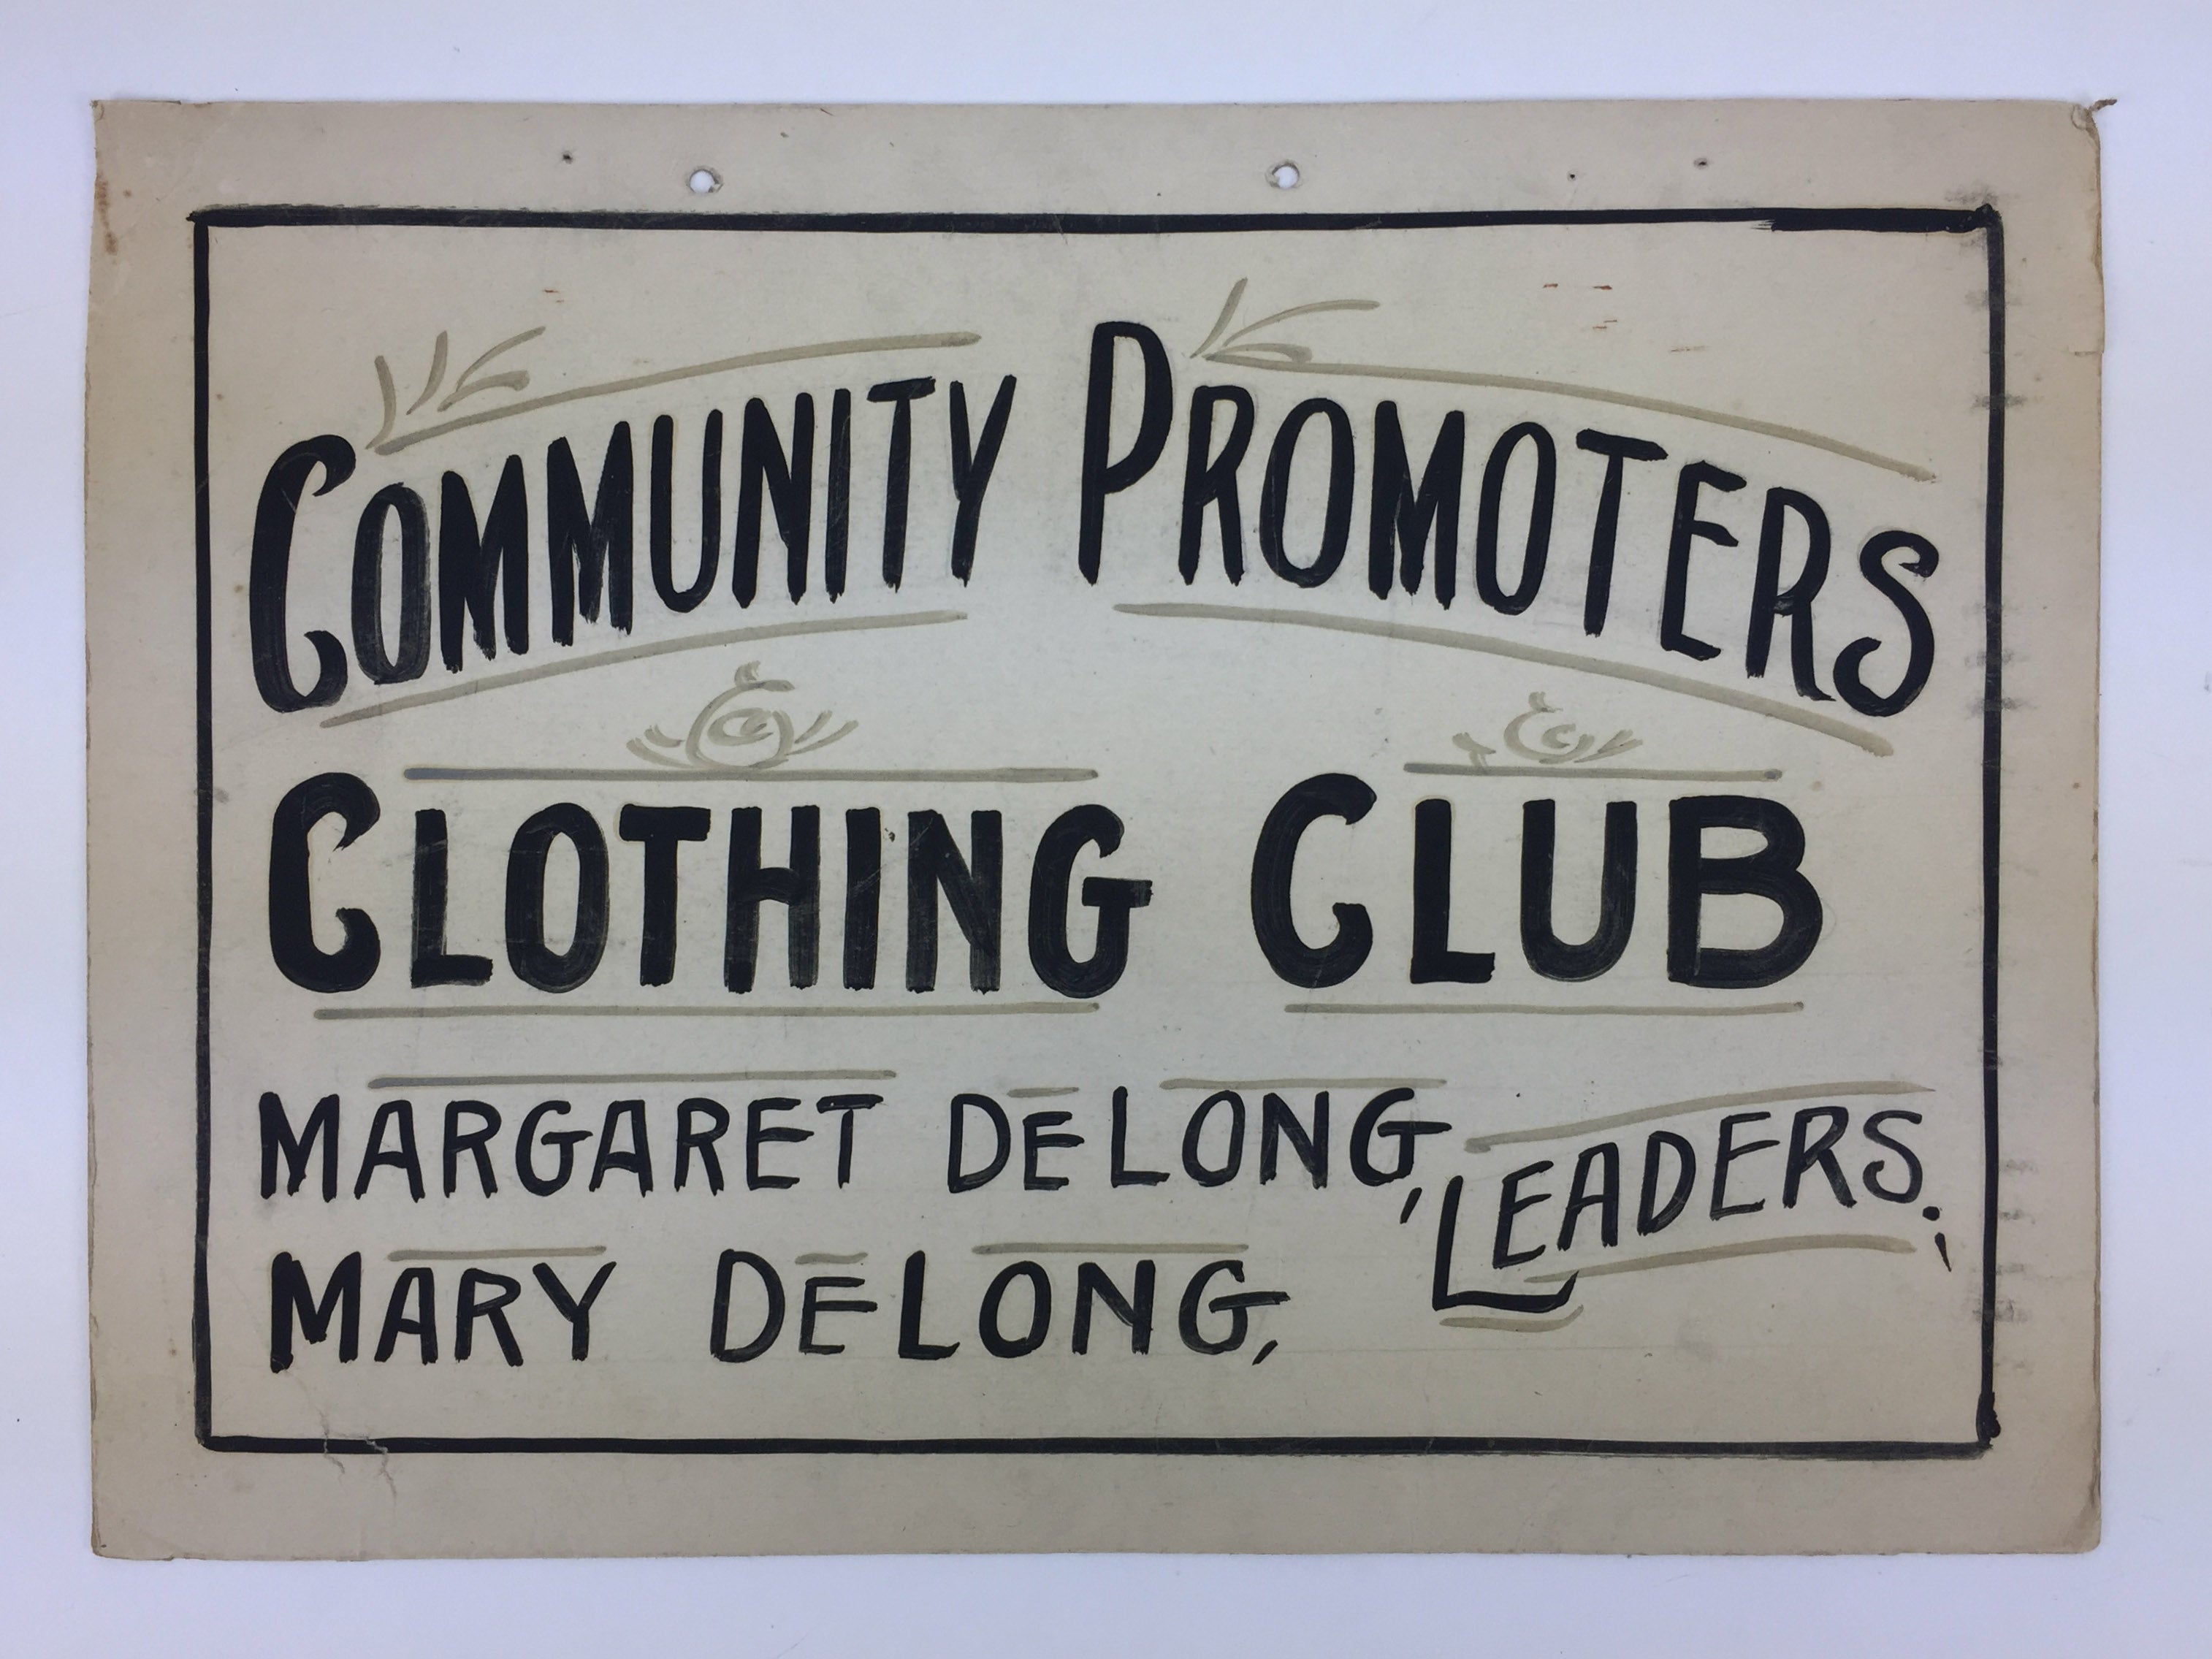 COMMUNITY PROMOTERS
CLOTHING CLUB
MARGARET DELONG,
MARY DELONG,
LEADERS.;